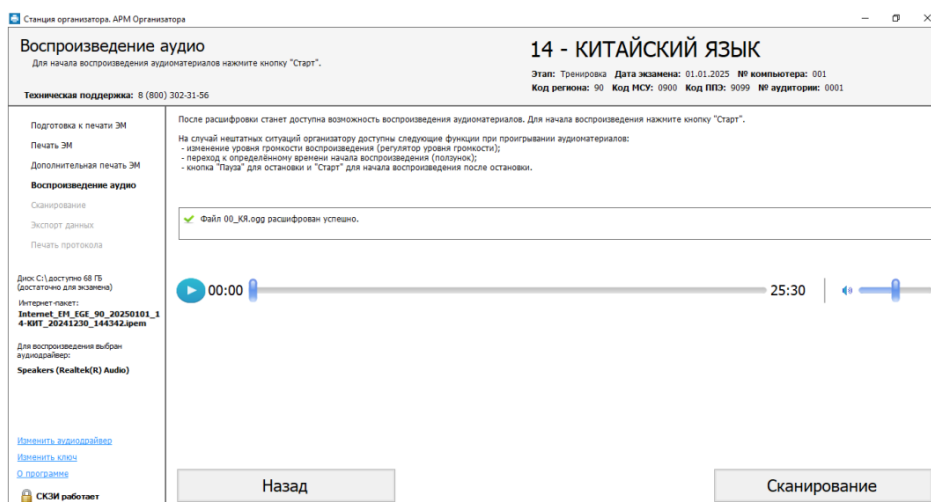 Станция организатора. АРМ Организатора
Воспроизведение аудио
Для начала воспроизведения аудиоматериалов нажмите кнопку "Старт".
Техническая поддержка: 8 (800) 302-31-56
14 - КИТАЙСКИЙ ЯЗЫК
Этап: Тренировка Дата экзамена: 01.01.2025 № компьютера: 001
Код региона: 90 Код МСУ: 0900 Код ППЭ: 9099 № аудитории: 0001
Подготовка к печати ЭМ
Печать ЭМ
Дополнительная печать ЭМ
Воспроизведение аудио
Сканирование
Экспорт данных
Печать протокола
Диск C:\ доступно 68 ГБ
(достаточно для экзамена)
Интернет-пакет:
Internet_EM_EGE_90_20250101_1
4-КИТ_20241230_144342.ipem
Для воспроизведения выбран
аудиодрайвер:
Speakers (Realtek(R) Audio)
Изменить аудиодрайвер
Изменить ключ
О программе
СКЗИ работает
После расшифровки станет доступна возможность воспроизведения аудиоматериалов. Для начала воспроизведения нажмите кнопку "Старт".
На случай нештатных ситуаций организатору доступны следующие функции при проигрывании аудиоматериалов:
- изменение уровня громкости воспроизведения (регулятор уровня громкости);
- переход к определённому времени начала воспроизведения (ползунок);
- кнопка "Пауза" для остановки и "Старт" для начала воспроизведения после остановки.
Файл 00_КЯ.ogg расшифрован успешно.
00:00 25:30
Назад
Сканирование